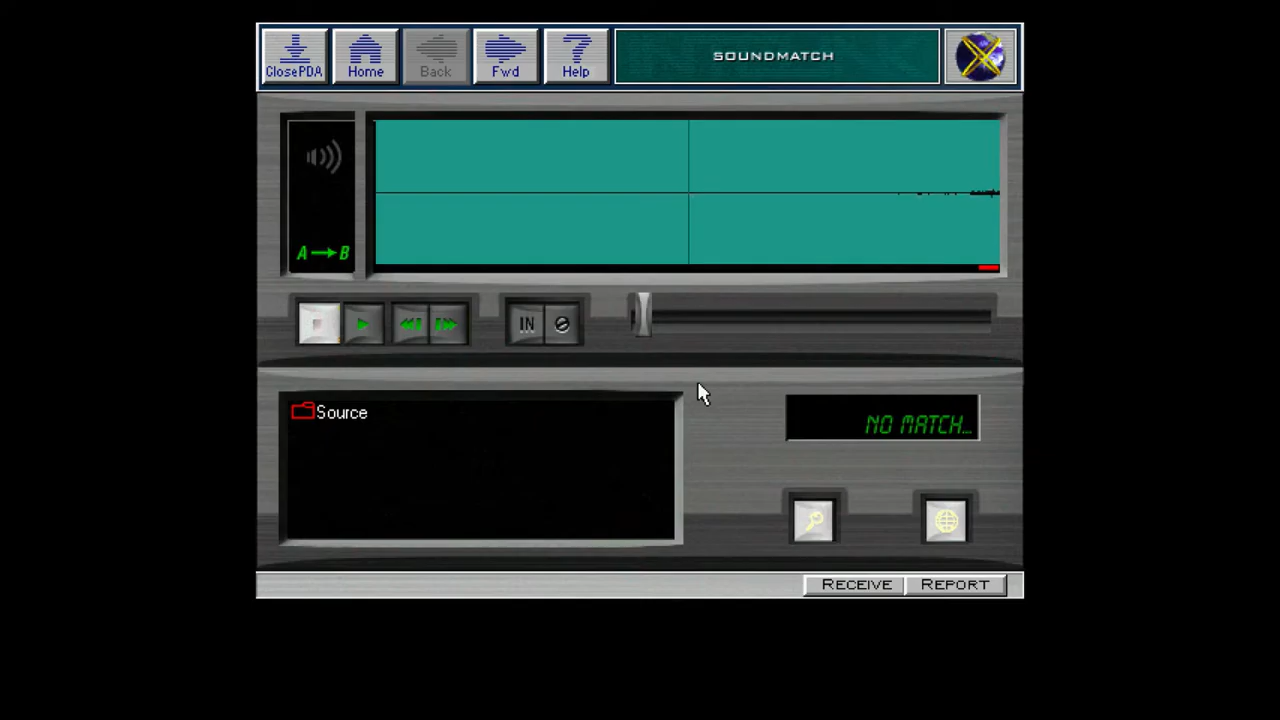 ClosePDA
Home
Back
Fwd
Help
SOUNDMATCH
A→B
IN
Source
NO MATCH...
RECEIVE
REPORT